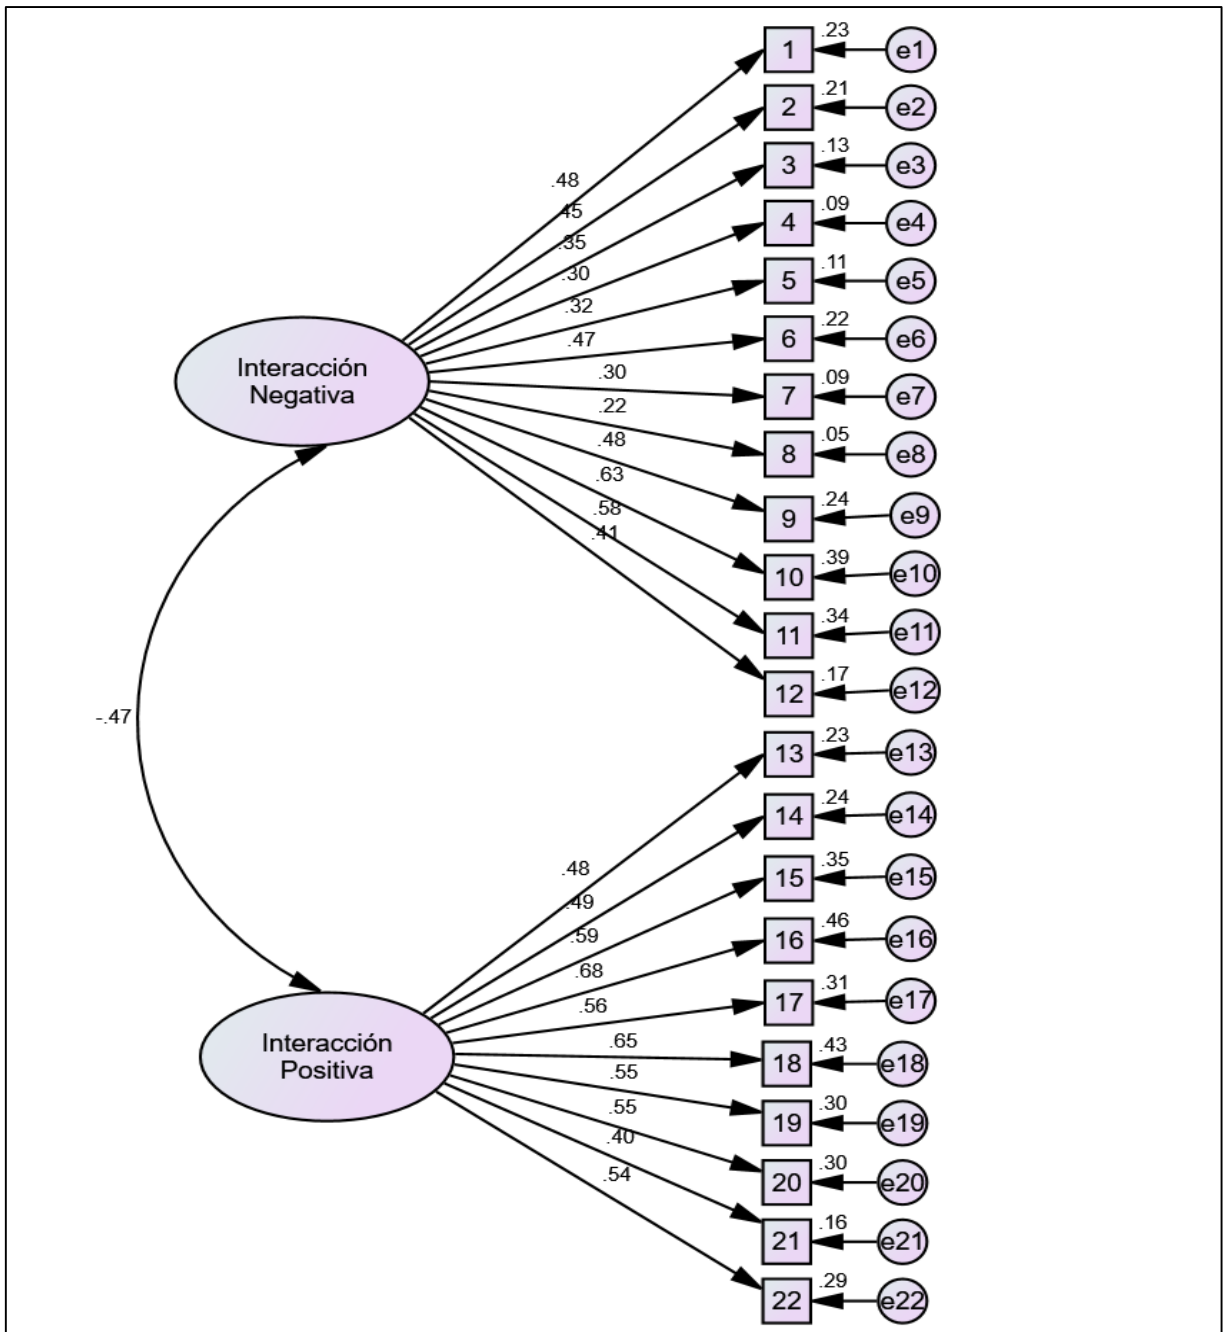 .23
1
e1
.21
2
e2
.13
3
e3
.48
.09
.45
4
e4
.35
.11
.30
5
e5
.32
.22
.47
6
e6
Interacción
Negativa
.30
.09
7
e7
.22
.05
.48
8
e8
.63
.24
.58
9
e9
.41
.39
10
e10
.34
11
e11
.17
12
e12
-.47
.23
13
e13
.24
14
e14
.48
.35
15
e15
.49
.46
.59
16
e16
.68
.31
.56
17
e17
Interacción
Positiva
.65
.43
18
e18
.55
.30
.55
19
e19
.40
.30
.54
20
e20
.16
21
e21
.29
22
e22